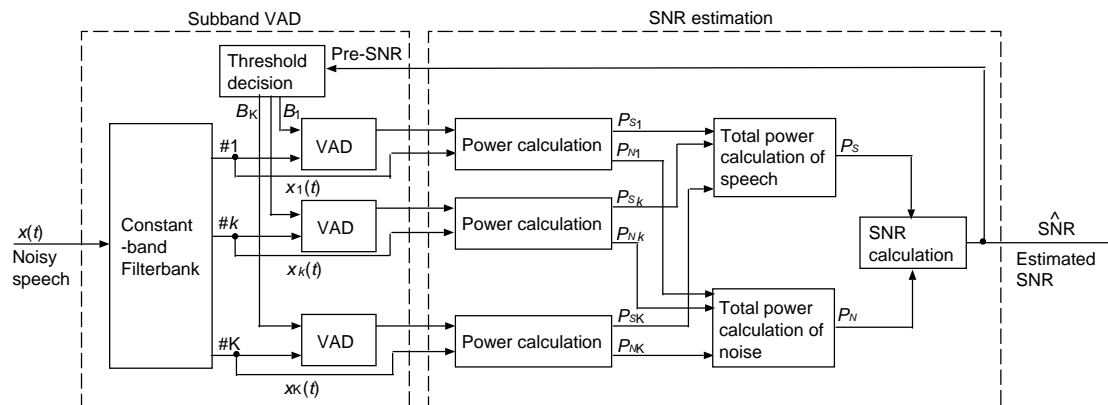 Subband VAD
SNR estimation
Threshold
decision
Pre-SNR
BK
B1
#1
VAD
x1(t)
Power calculation
PS1
PN1
Total power
calculation of
speech
PS
x(t)
Noisy
speech
Constant
-band
Filterbank
#k
VAD
xk(t)
Power calculation
PSk
PNk
SNR
calculation
SN̂R
Estimated
SNR
#K
VAD
xK(t)
Power calculation
PSK
PNK
Total power
calculation of
noise
PN